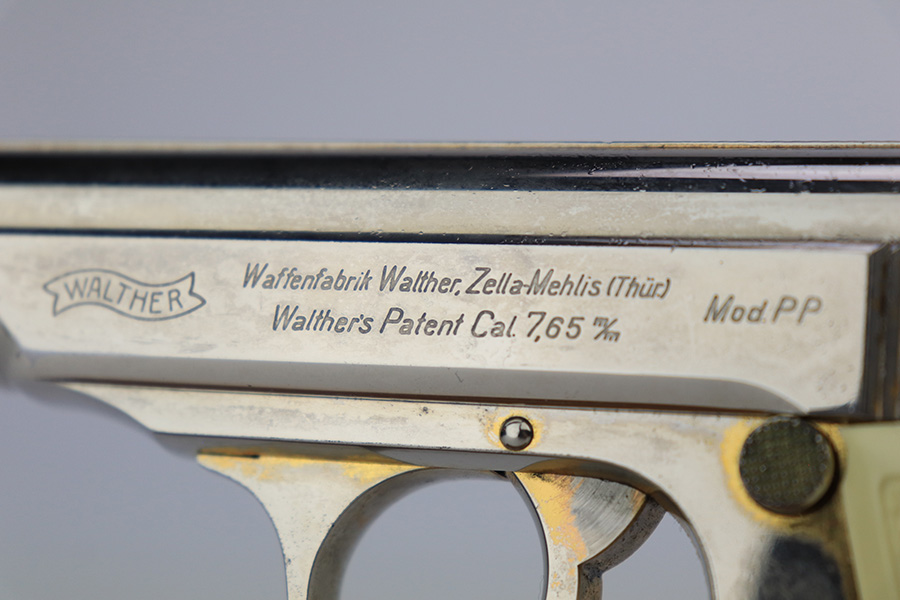 WALTHER
Waffenfabrik Walther, Zella-Mehlis (Thür.)
Walther's Patent Cal. 7,65 m/m
Mod. PP